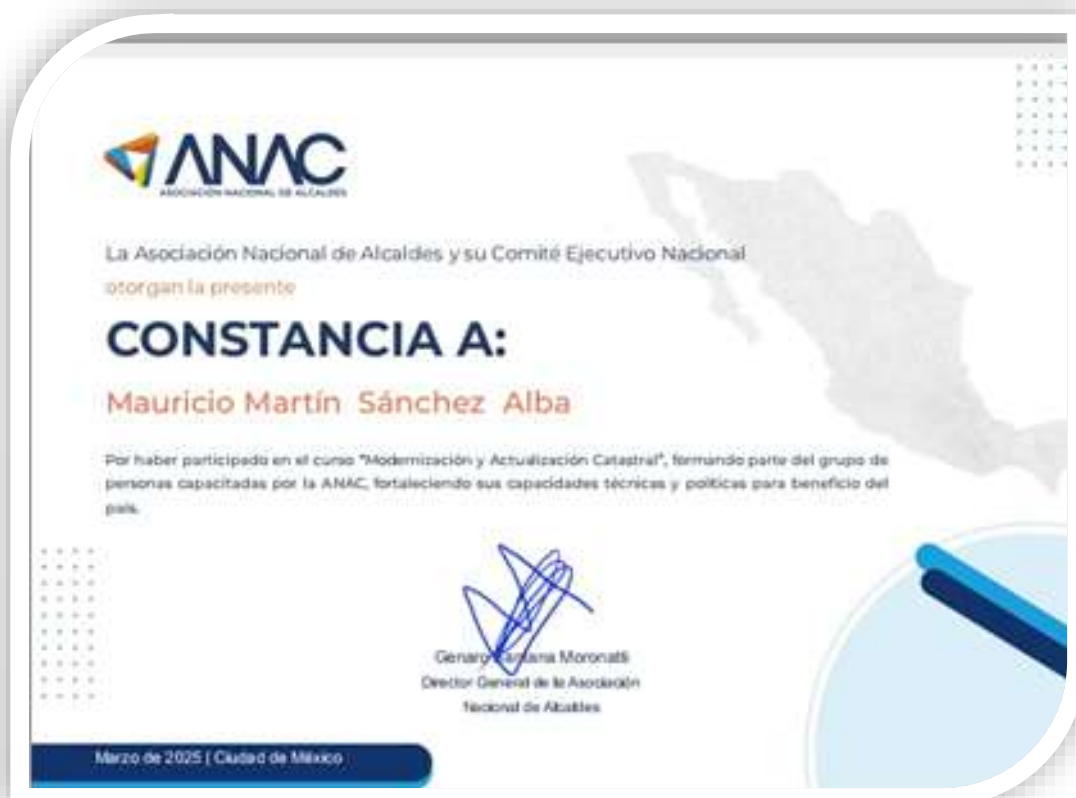 ANAC
ASOCIACIÓN NACIONAL DE ALCALDES
La Asociación Nacional de Alcaldes y su Comité Ejecutivo Nacional
otorgan la presente
CONSTANCIA A:
Mauricio Martín Sánchez Alba
Por haber participado en el curso "Modernización y Actualización Catastral", formando parte del grupo de
personas capacitadas por la ANAC, fortaleciendo sus capacidades técnicas y políticas para beneficio del
país.
Genaro Moronatti
Director General de la Asociación
Nacional de Alcaldes
Marzo de 2025 | Ciudad de México